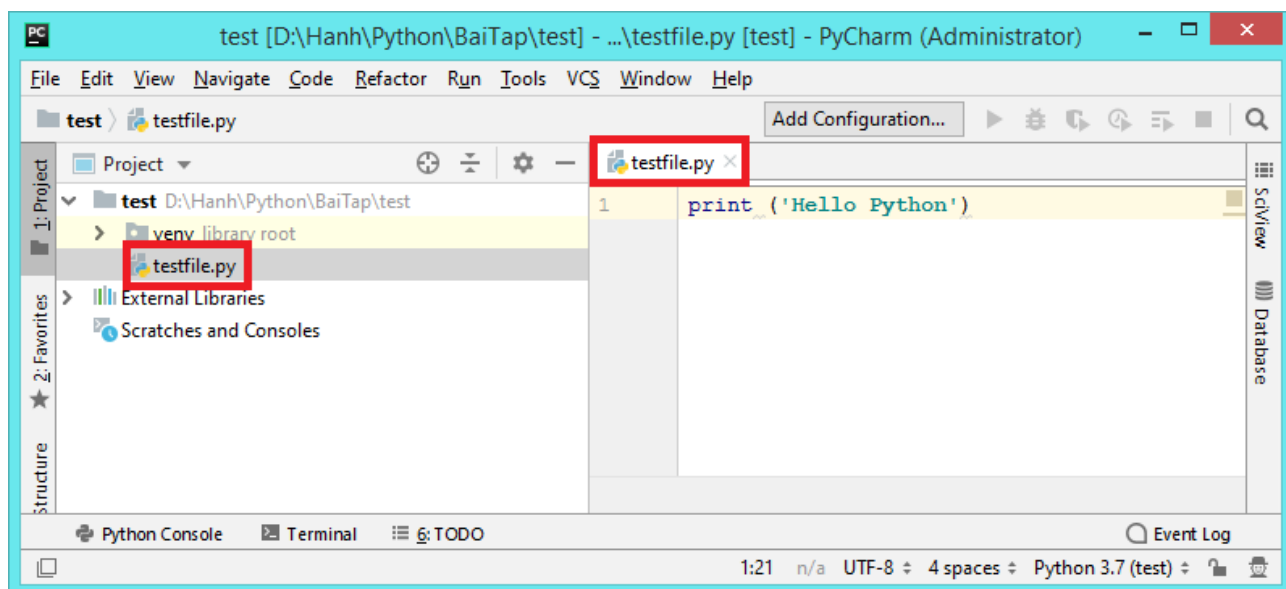 PC
test [D:\Hanh\Python\BaiTap\test] - ...\testfile.py [test] - PyCharm (Administrator)
File Edit View Navigate Code Refactor Run Tools VCS Window Help
test testfile.py Add Configuration...
1: Project
Project
testfile.py
test D:\Hanh\Python\BaiTap\test
1 print ('Hello Python')
venv library root
testfile.py
External Libraries
Scratches and Consoles
SciView
Database
2: Favorites
Structure
Python Console Terminal 6: TODO Event Log
1:21 n/a UTF-8 4 spaces Python 3.7 (test)